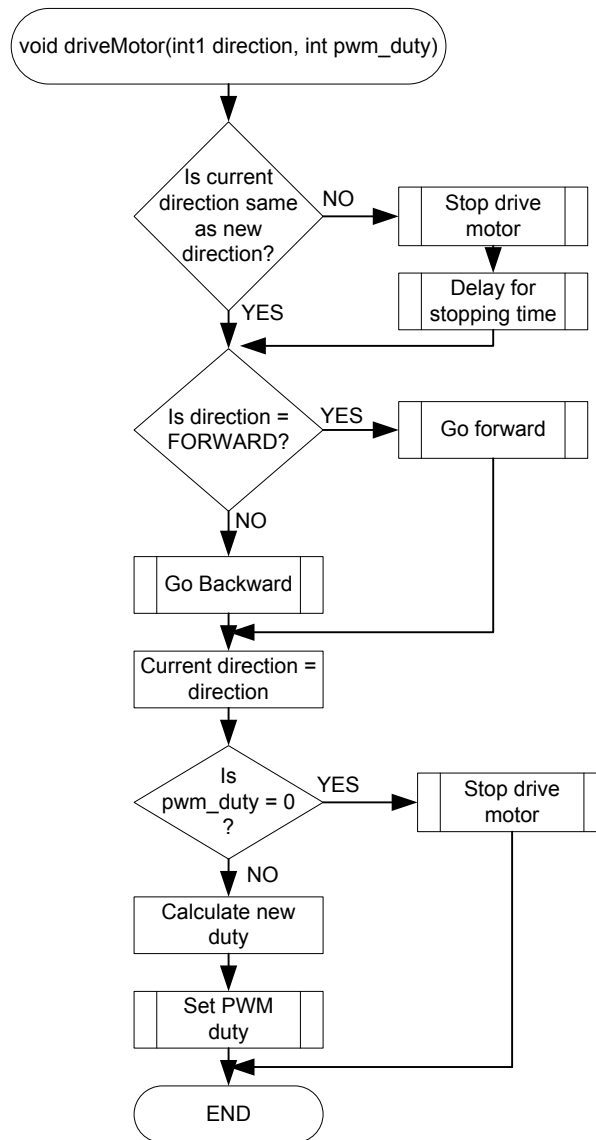 void driveMotor(int1 direction, int pwm_duty)
Is current
direction same
as new
direction?
NO
Stop drive
motor
Delay for
stopping time
YES
Is direction =
FORWARD?
YES
Go forward
NO
Go Backward
Current direction =
direction
Is
pwm_duty = 0
?
YES
Stop drive
motor
NO
Calculate new
duty
Set PWM
duty
END